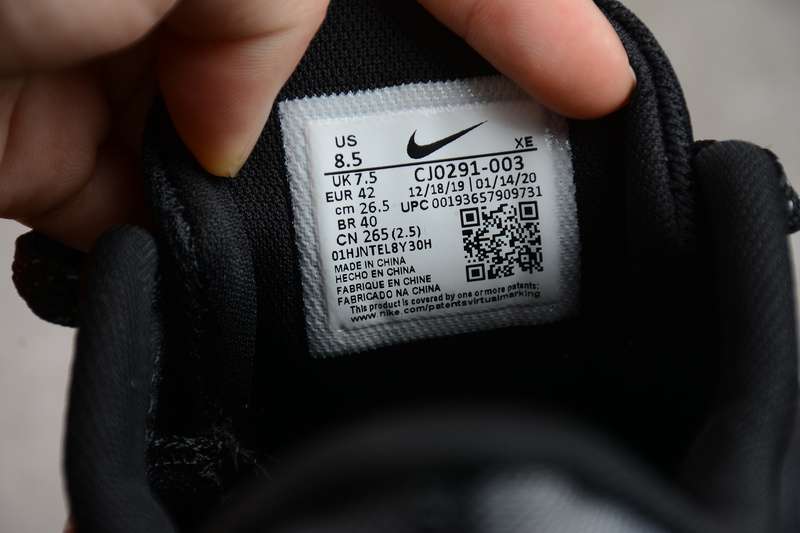 US
8.5 XE
UK 7.5 CJ0291-003
EUR 42 12/18/19 | 01/14/20
cm 26.5 UPC 00193657909731
BR 40
CN 265 (2.5)
01HJNTEL8Y30H
MADE IN CHINA
HECHO EN CHINA
FABRIQUE EN CHINE
FABRICADO NA CHINA
This product is covered by one or more patents:
www.nike.com/patentsvirtualmarking